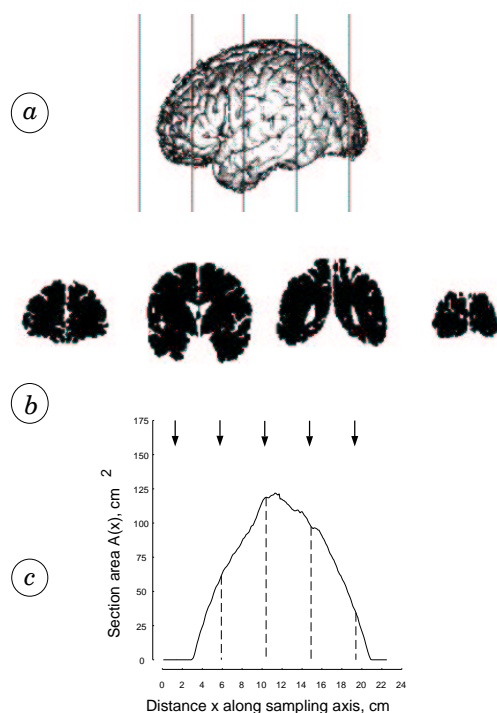 a
b
c
175
150
125
100
75
50
25
0
Section area A(x), cm 2
0 2 4 6 8 10 12 14 16 18 20 22 24
Distance x along sampling axis, cm